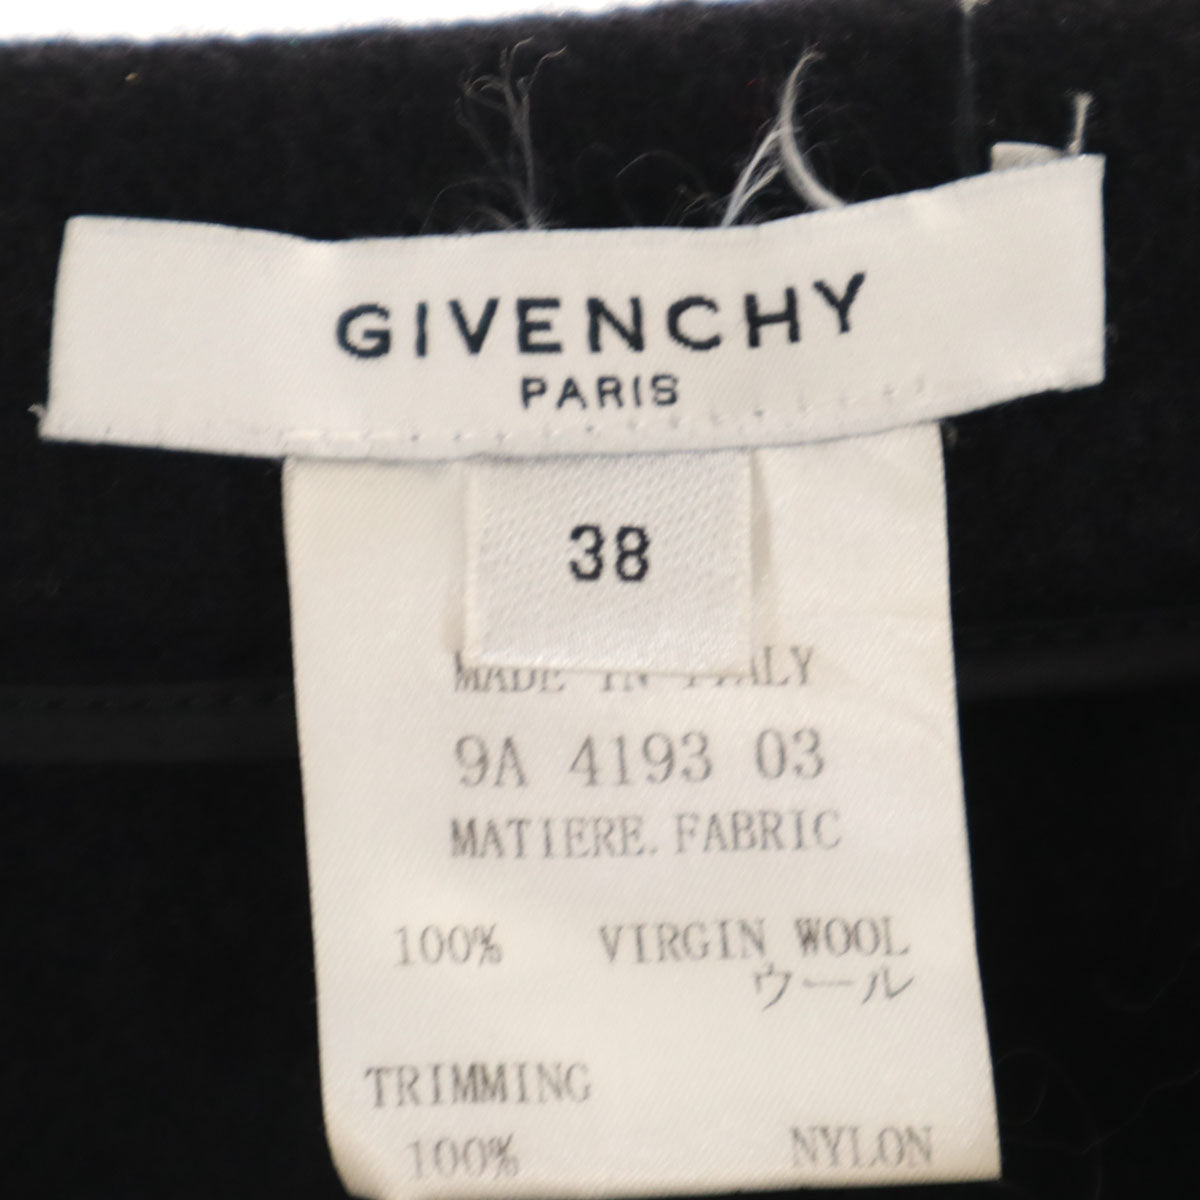 GIVENCHY
PARIS
38
MADE IN ITALY
9A 4193 03
MATIERE. FABRIC
100% VIRGIN WOOL
ウール
TRIMMING
100% NYLON